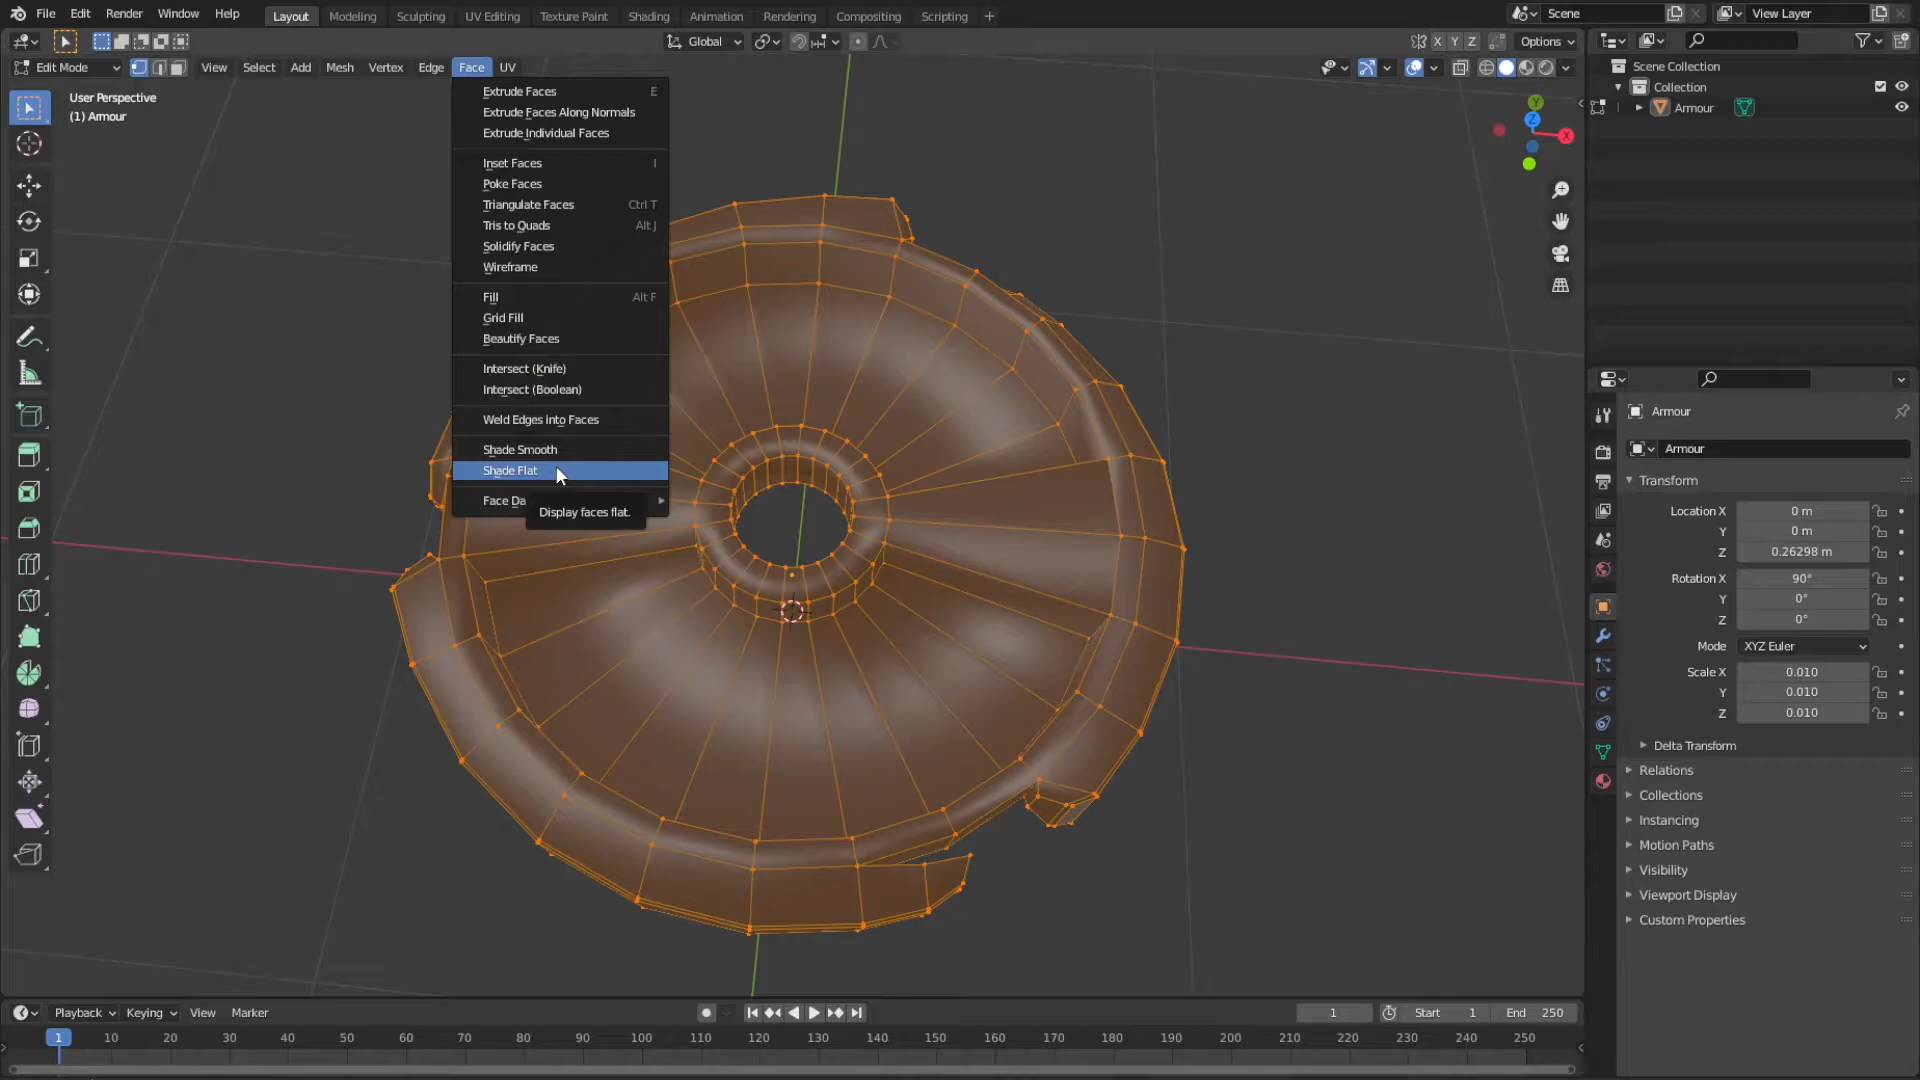 File Edit Render Window Help Layout Modeling Sculpting UV Editing Texture Paint Shading Animation Rendering Compositing Scripting + Scene View Layer
Global X Y Z Options
Edit Mode View Select Add Mesh Vertex Edge Face UV
User Perspective
(1) Armour
Extrude Faces E
Extrude Faces Along Normals
Extrude Individual Faces
Inset Faces I
Poke Faces
Triangulate Faces Ctrl T
Tris to Quads Alt J
Solidify Faces
Wireframe
Fill Alt F
Grid Fill
Beautify Faces
Intersect (Knife)
Intersect (Boolean)
Weld Edges into Faces
Shade Smooth
Shade Flat
Face Da
Display faces flat.
Y
Z
X
Scene Collection
Collection
Armour
Armour
Armour
Transform
Location X 0 m
Y 0 m
Z 0.26298 m
Rotation X 90°
Y 0°
Z 0°
Mode XYZ Euler
Scale X 0.010
Y 0.010
Z 0.010
Delta Transform
Relations
Collections
Instancing
Motion Paths
Visibility
Viewport Display
Custom Properties
Playback Keying View Marker 1 Start 1 End 250
1 10 20 30 40 50 60 70 80 90 100 110 120 130 140 150 160 170 180 190 200 210 220 230 240 250